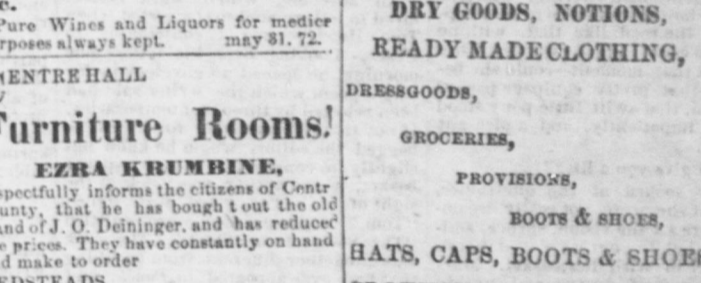 Pure Wines and Liquors for medicr
rposes always kept. may 31. 72.
ENTRE HALL
Furniture Rooms!
EZRA KRUMBINE,
spectfully informs the citizens of Centr
unty, that he has bough t out the old
and of J. O. Deininger. and has reduced
e prices. They have constantly on hand
d make to order
EDSTEADS
DRY GOODS, NOTIONS,
READY MADE CLOTHING,
DRESSGOODS,
GROCERIES,
PROVISIONS,
BOOTS & SHOES,
HATS, CAPS, BOOTS & SHOES